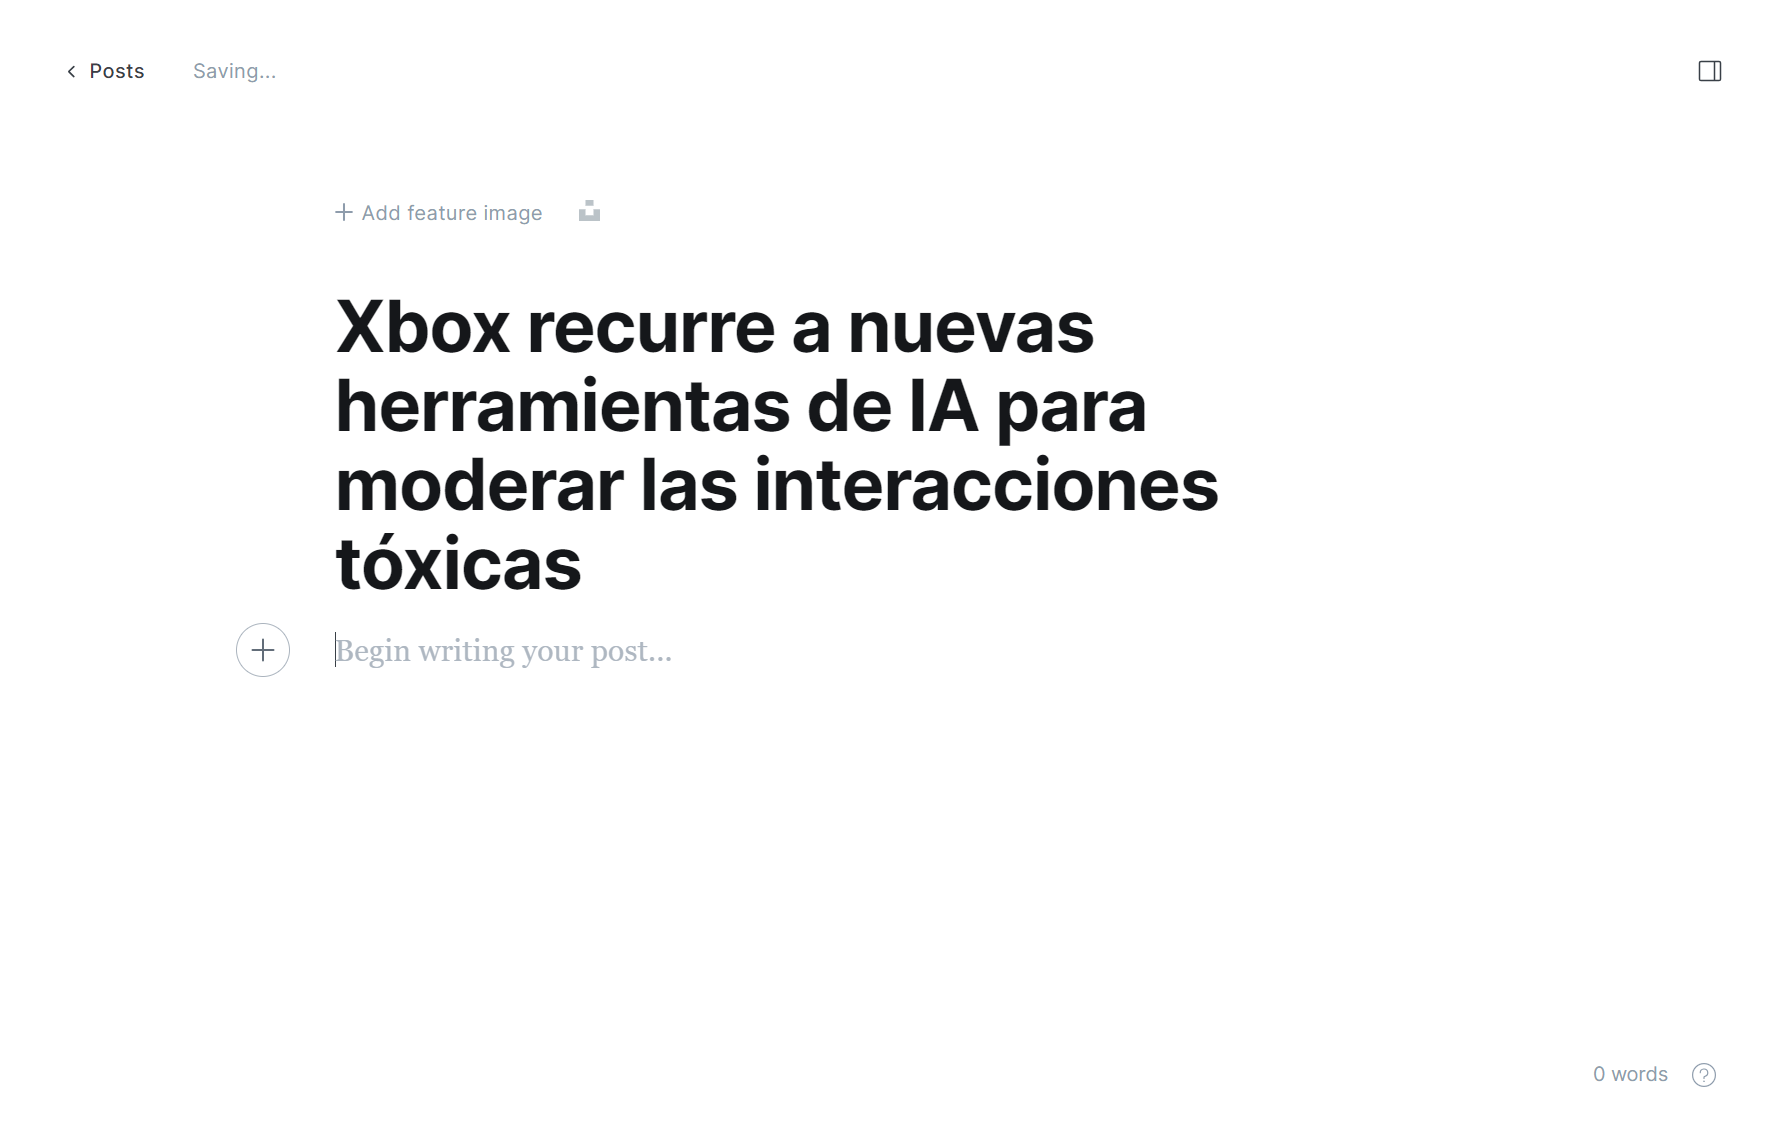 Posts
Saving...
Add feature image
Xbox recurre a nuevas
herramientas de IA para
moderar las interacciones
tóxicas
Begin writing your post...
0 words
?